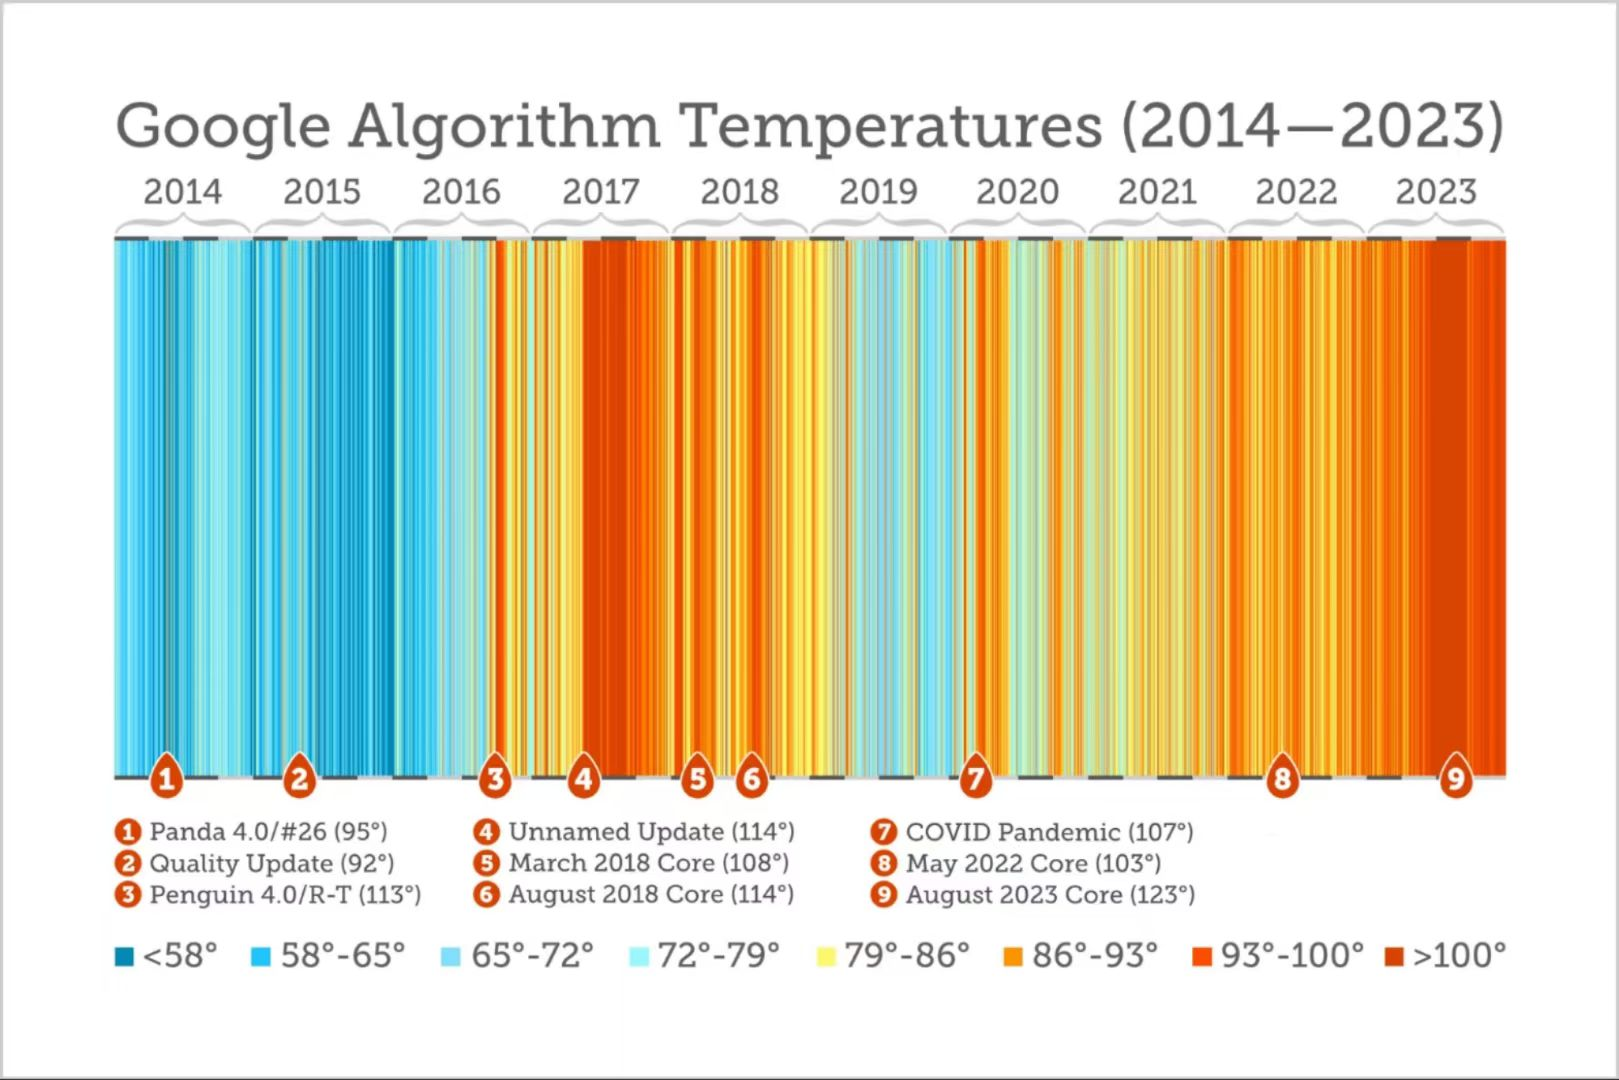 Google Algorithm Temperatures (2014—2023)
2014 2015 2016 2017 2018 2019 2020 2021 2022 2023
1 2 3 4 5 6 7 8 9
1 Panda 4.0/#26 (95°)
2 Quality Update (92°)
3 Penguin 4.0/R-T (113°)
4 Unnamed Update (114°)
5 March 2018 Core (108°)
6 August 2018 Core (114°)
7 COVID Pandemic (107°)
8 May 2022 Core (103°)
9 August 2023 Core (123°)
<58° 58°-65° 65°-72° 72°-79° 79°-86° 86°-93° 93°-100° >100°